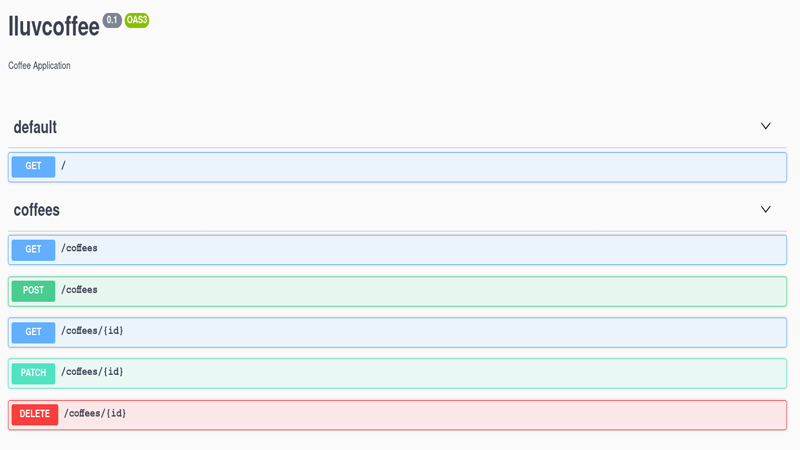 Iluvcoffee 0.1 OAS3
Coffee Application
default
GET /
coffees
GET /coffees
POST /coffees
GET /coffees/{id}
PATCH /coffees/{id}
DELETE /coffees/{id}